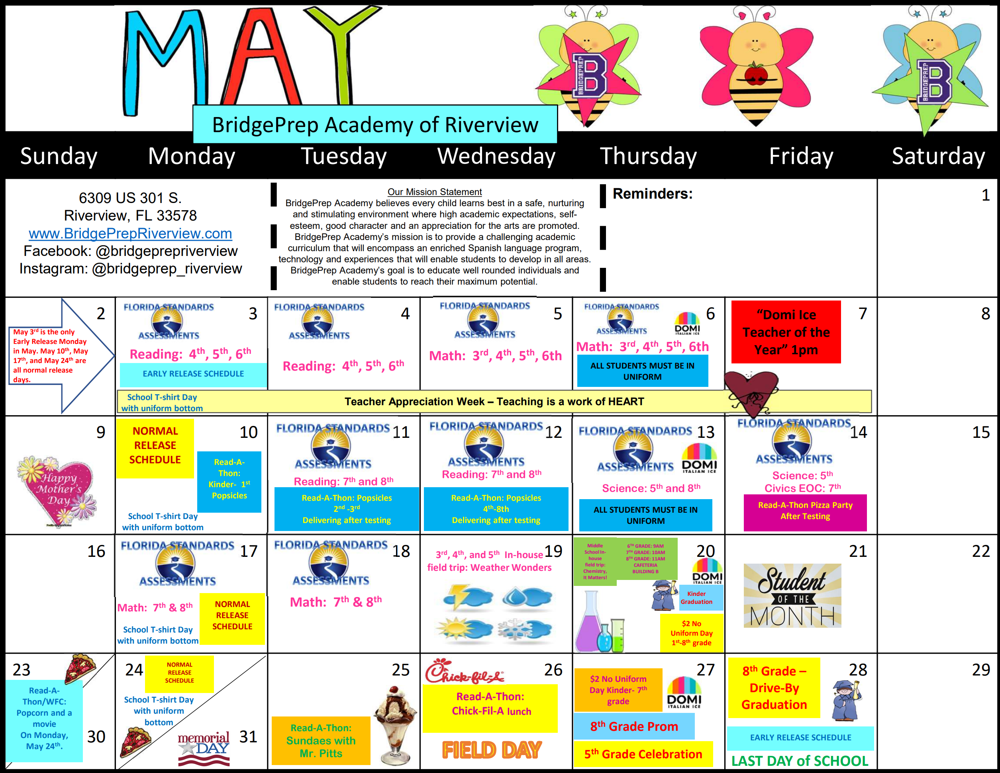 MAY
BRIDGEPREP
B
BRIDGEPREP
B
BridgePrep Academy of Riverview
Sunday
Monday
Tuesday
Wednesday
Thursday
Friday
Saturday
6309 US 301 S.
Riverview, FL 33578
www.BridgePrepRiverview.com
Facebook: @bridgeprepriverview
Instagram: @bridgeprep_riverview
Our Mission Statement
BridgePrep Academy believes every child learns best in a safe, nurturing
and stimulating environment where high academic expectations, self-
esteem, good character and an appreciation for the arts are promoted.
BridgePrep Academy’s mission is to provide a challenging academic
curriculum that will encompass an enriched Spanish language program,
technology and experiences that will enable students to develop in all areas.
BridgePrep Academy’s goal is to educate well rounded individuals and
enable students to reach their maximum potential.
Reminders:
1
2
May 3rd is the only
Early Release Monday
in May. May 10th, May
17th, and May 24th are
all normal release
days.
3
FLORIDA STANDARDS
ASSESSMENTS
Reading: 4th, 5th, 6th
EARLY RELEASE SCHEDULE
School T-shirt Day
with uniform bottom
4
FLORIDA STANDARDS
ASSESSMENTS
Reading: 4th, 5th, 6th
5
FLORIDA STANDARDS
ASSESSMENTS
Math: 3rd, 4th, 5th, 6th
6
FLORIDA STANDARDS
ASSESSMENTS
DOMI
ITALIAN ICE
Math: 3rd, 4th, 5th, 6th
ALL STUDENTS MUST BE IN
UNIFORM
7
“Domi Ice
Teacher of the
Year” 1pm
Teacher Appreciation Week – Teaching is a work of HEART
8
9
Happy
Mother's
Day
10
NORMAL
RELEASE
SCHEDULE
Read-A-
Thon:
Kinder- 1st
Popsicles
School T-shirt Day
with uniform bottom
11
FLORIDA STANDARDS
ASSESSMENTS
Reading: 7th and 8th
Read-A-Thon: Popsicles
2nd -3rd
Delivering after testing
12
FLORIDA STANDARDS
ASSESSMENTS
Reading: 7th and 8th
Read-A-Thon: Popsicles
4th-8th
Delivering after testing
13
FLORIDA STANDARDS
ASSESSMENTS
DOMI
ITALIAN ICE
Science: 5th and 8th
ALL STUDENTS MUST BE IN
UNIFORM
14
FLORIDA STANDARDS
ASSESSMENTS
Science: 5th
Civics EOC: 7th
Read-A-Thon Pizza Party
After Testing
15
16
17
FLORIDA STANDARDS
ASSESSMENTS
Math: 7th & 8th
NORMAL
RELEASE
SCHEDULE
School T-shirt Day
with uniform bottom
18
FLORIDA STANDARDS
ASSESSMENTS
Math: 7th & 8th
19
3rd, 4th, and 5th In-house
field trip: Weather Wonders
20
Middle
School In-
house
field trip:
Chemistry,
It Matters!
6TH GRADE: 9AM
7TH GRADE: 10AM
8TH GRADE: 11AM
CAFETERIA
BUILDING B
DOMI
ITALIAN ICE
Kinder
Graduation
$2 No
Uniform Day
1st-8th grade
21
Student
OF THE
MONTH
22
23
Read-A-
Thon/WFC:
Popcorn and a
movie
On Monday,
May 24th.
30
24
NORMAL
RELEASE
SCHEDULE
School T-shirt Day
with uniform
bottom
memorial
DAY
31
25
Read-A-Thon:
Sundaes with
Mr. Pitts
26
Chick-fil-A
Read-A-Thon:
Chick-Fil-A lunch
FIELD DAY
27
$2 No Uniform
Day Kinder- 7th
grade
DOMI
ITALIAN ICE
8th Grade Prom
5th Grade Celebration
28
8th Grade –
Drive-By
Graduation
EARLY RELEASE SCHEDULE
LAST DAY of SCHOOL
29